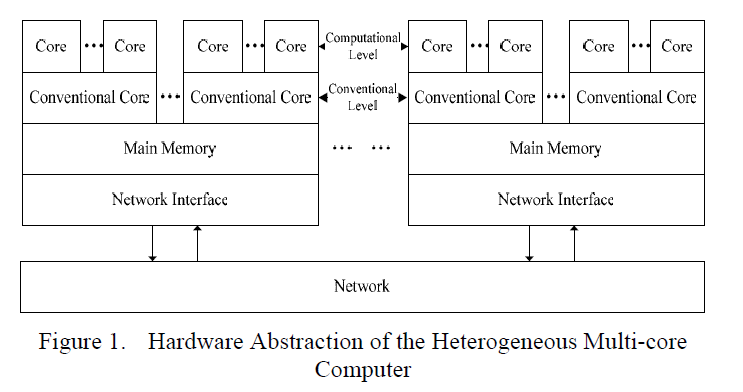 Core ••• Core Core ••• Core Computational Level Core ••• Core Core ••• Core
Conventional Core ••• Conventional Core Conventional Level Conventional Core ••• Conventional Core
Main Memory ••• ••• Main Memory
Network Interface Network Interface
Network
Figure 1. Hardware Abstraction of the Heterogeneous Multi-core
Computer